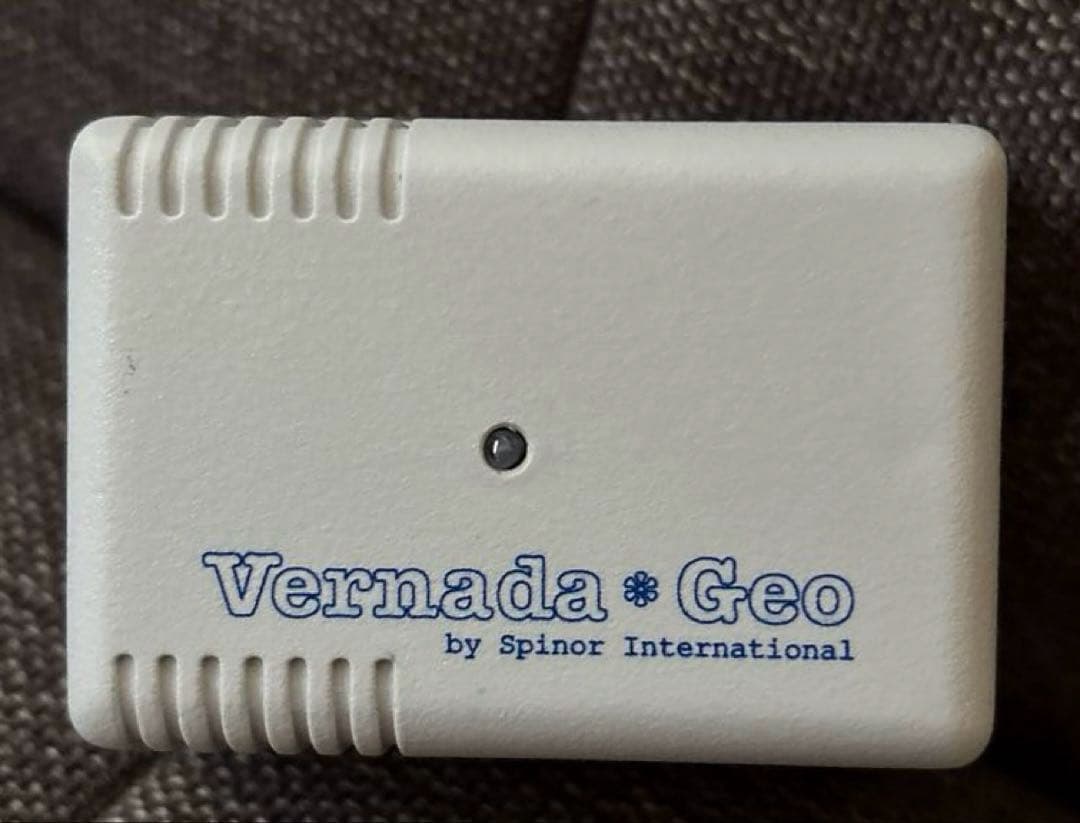 Vernada * Geo
by Spinor International